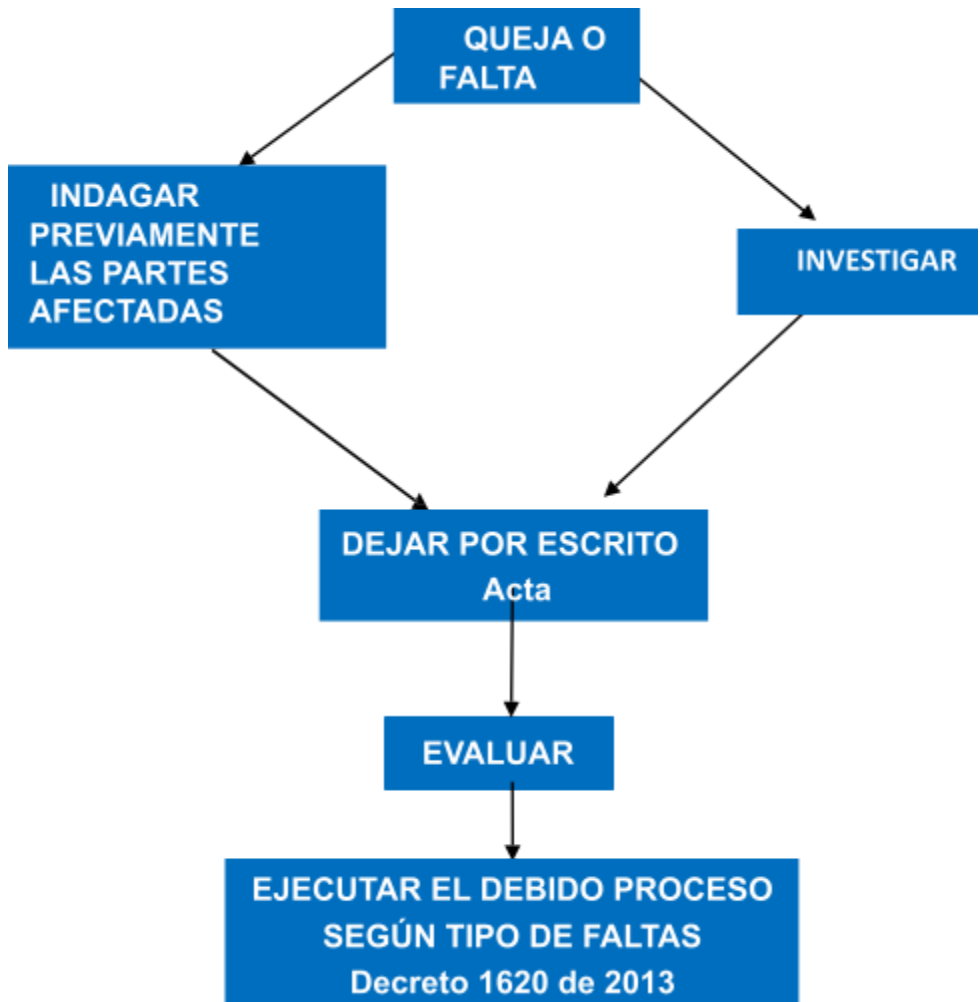 QUEJA O
FALTA
INDAGAR
PREVIAMENTE
LAS PARTES
AFECTADAS
INVESTIGAR
DEJAR POR ESCRITO
Acta
EVALUAR
EJECUTAR EL DEBIDO PROCESO
SEGÚN TIPO DE FALTAS
Decreto 1620 de 2013